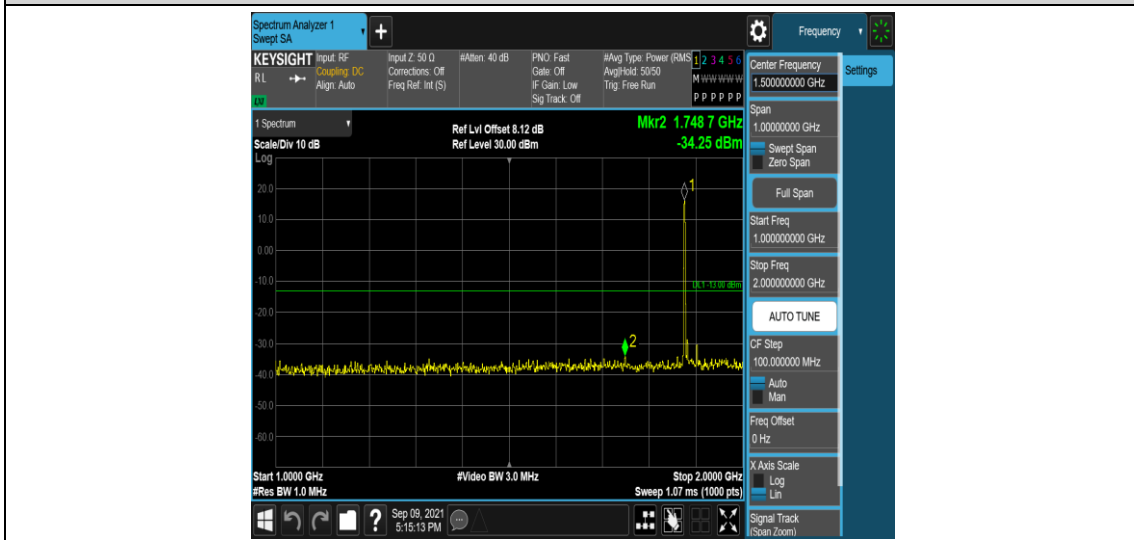 Spectrum Analyzer 1
Swept SA
+
Frequency
KEYSIGHT
RL
LXI
Input: RF
Coupling: DC
Align: Auto
Input Z: 50 Ω
Corrections: Off
Freq Ref: Int (S)
#Atten: 40 dB
PNO: Fast
Gate: Off
IF Gain: Low
Sig Track: Off
#Avg Type: Power (RMS
Avg|Hold: 50/50
Trig: Free Run
1 2 3 4 5 6
M W W W W W
P P P P P P
1 Spectrum
Scale/Div 10 dB
Log
Ref Lvl Offset 8.12 dB
Ref Level 30.00 dBm
Mkr2 1.748 7 GHz
-34.25 dBm
1
20.0
10.0
0.00
-10.0
DL1 -13.00 dBm
-20.0
-30.0
2
-40.0
-50.0
-60.0
Start 1.0000 GHz
#Res BW 1.0 MHz
#Video BW 3.0 MHz
Stop 2.0000 GHz
Sweep 1.07 ms (1000 pts)
Sep 09, 2021
5:15:13 PM
Center Frequency
1.500000000 GHz
Settings
Span
1.00000000 GHz
Swept Span
Zero Span
Full Span
Start Freq
1.000000000 GHz
Stop Freq
2.000000000 GHz
AUTO TUNE
CF Step
100.000000 MHz
Auto
Man
Freq Offset
0 Hz
X Axis Scale
Log
Lin
Signal Track
(Span Zoom)